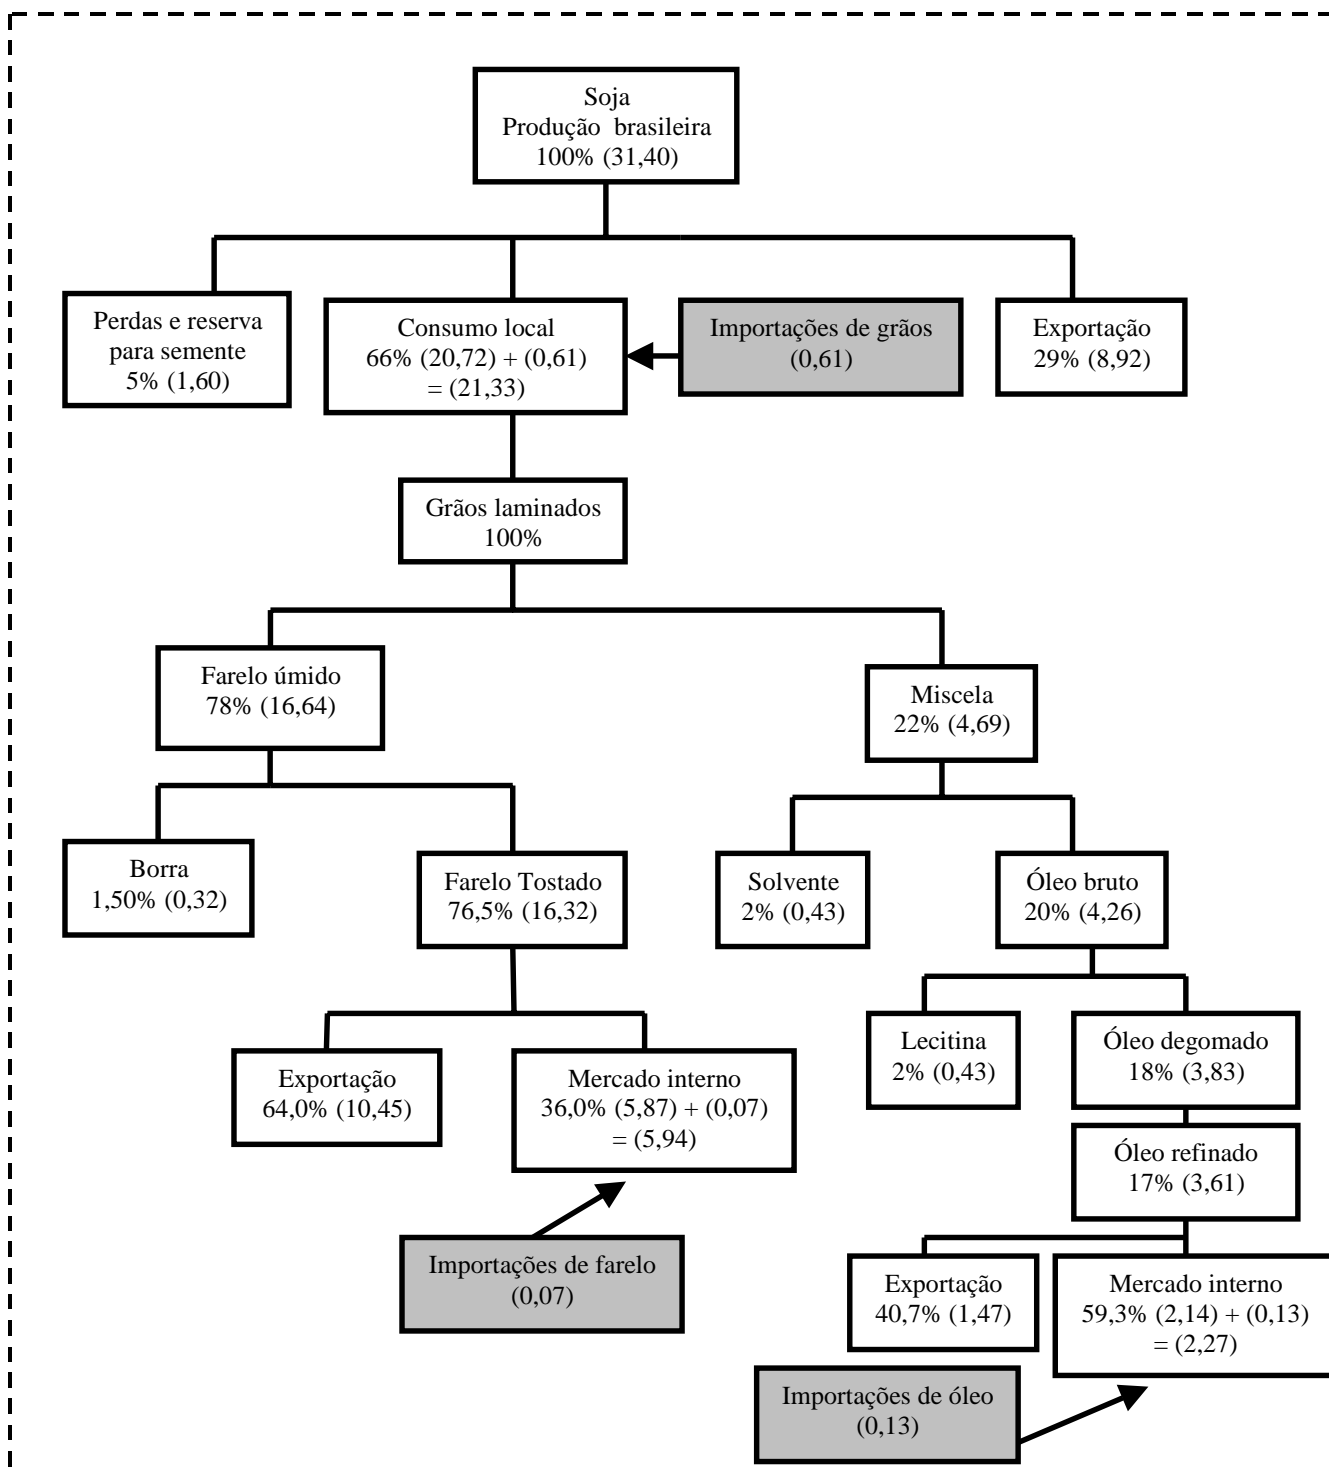 Soja
Produção brasileira
100% (31,40)
Perdas e reserva
para semente
5% (1,60)
Consumo local
66% (20,72) + (0,61)
= (21,33)
Importações de grãos
(0,61)
Exportação
29% (8,92)
Grãos laminados
100%
Farelo úmido
78% (16,64)
Miscela
22% (4,69)
Borra
1,50% (0,32)
Farelo Tostado
76,5% (16,32)
Solvente
2% (0,43)
Óleo bruto
20% (4,26)
Lecitina
2% (0,43)
Óleo degomado
18% (3,83)
Exportação
64,0% (10,45)
Mercado interno
36,0% (5,87) + (0,07)
= (5,94)
Óleo refinado
17% (3,61)
Importações de farelo
(0,07)
Exportação
40,7% (1,47)
Mercado interno
59,3% (2,14) + (0,13)
= (2,27)
Importações de óleo
(0,13)